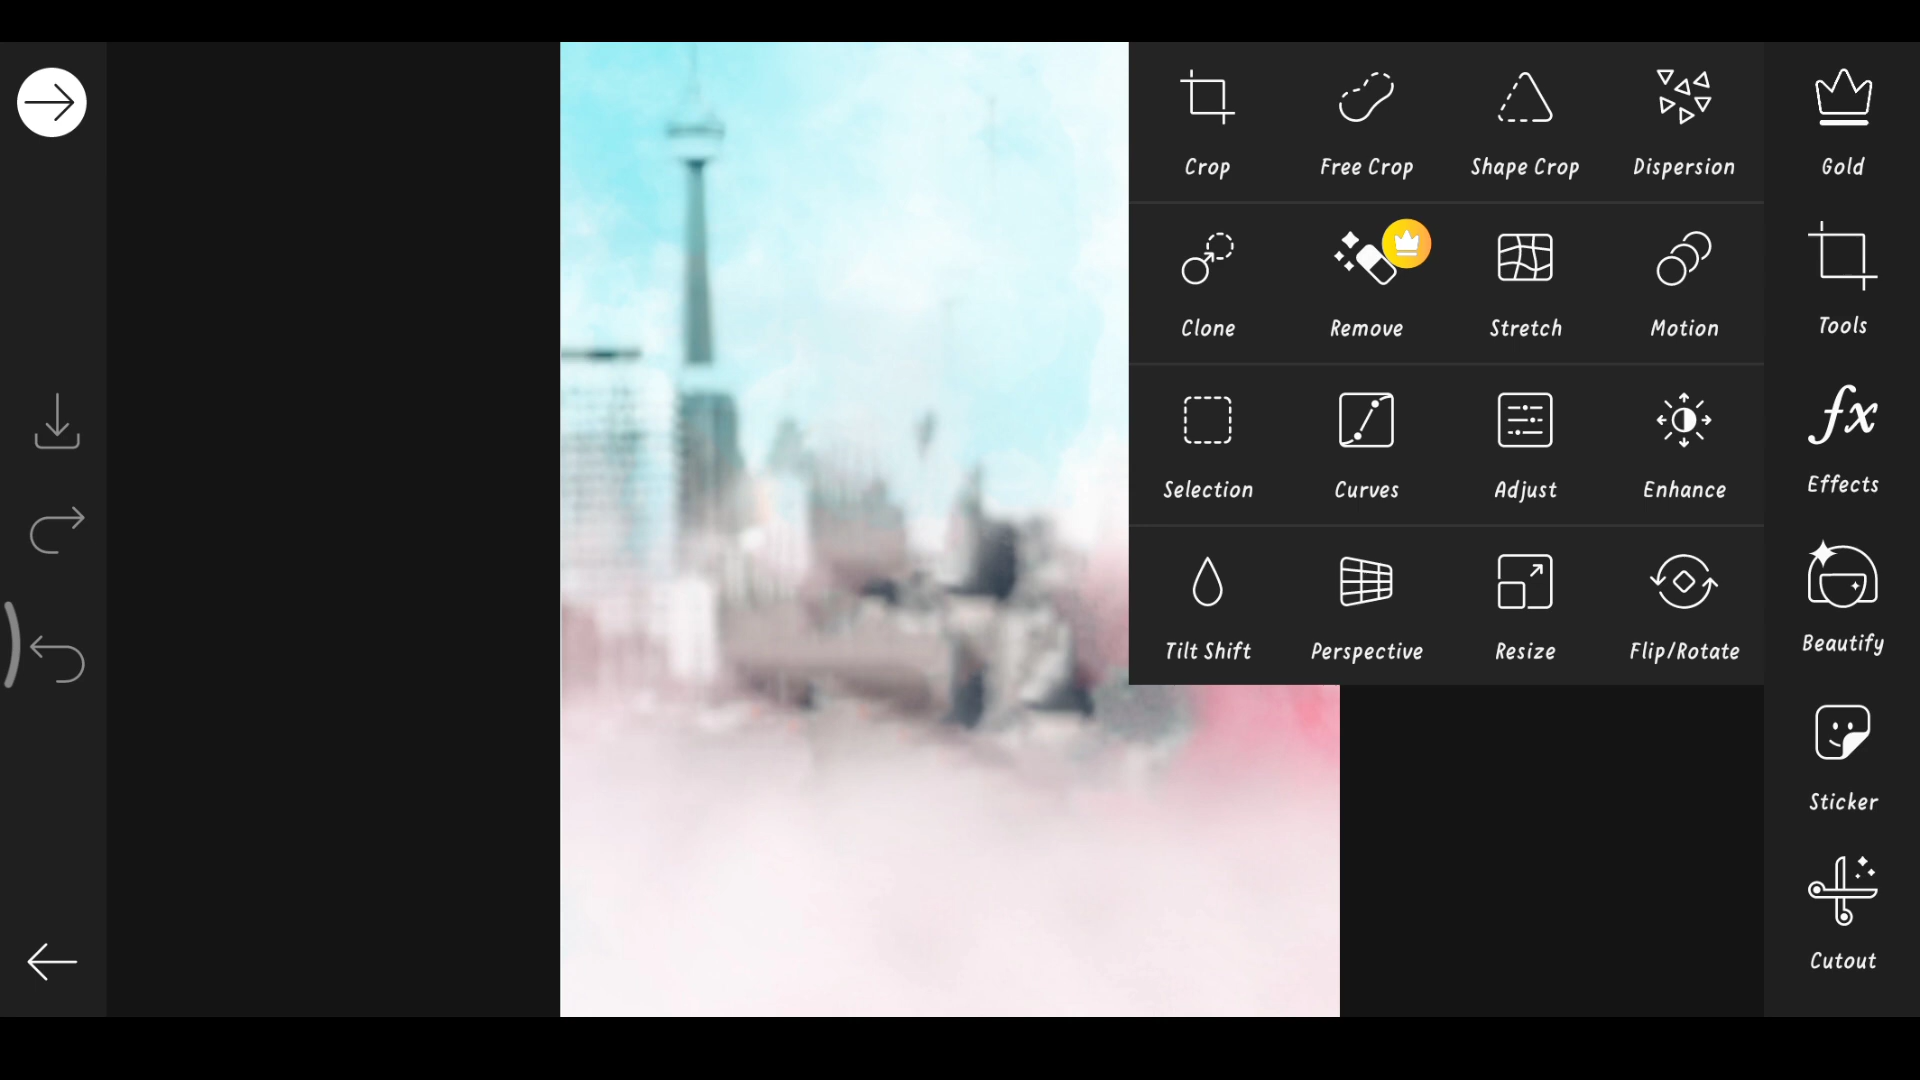 Crop Free Crop Shape Crop Dispersion
Clone Remove Stretch Motion
Selection Curves Adjust Enhance
Tilt Shift Perspective Resize Flip/Rotate
Gold
Tools
fx
Effects
Beautify
Sticker
Cutout